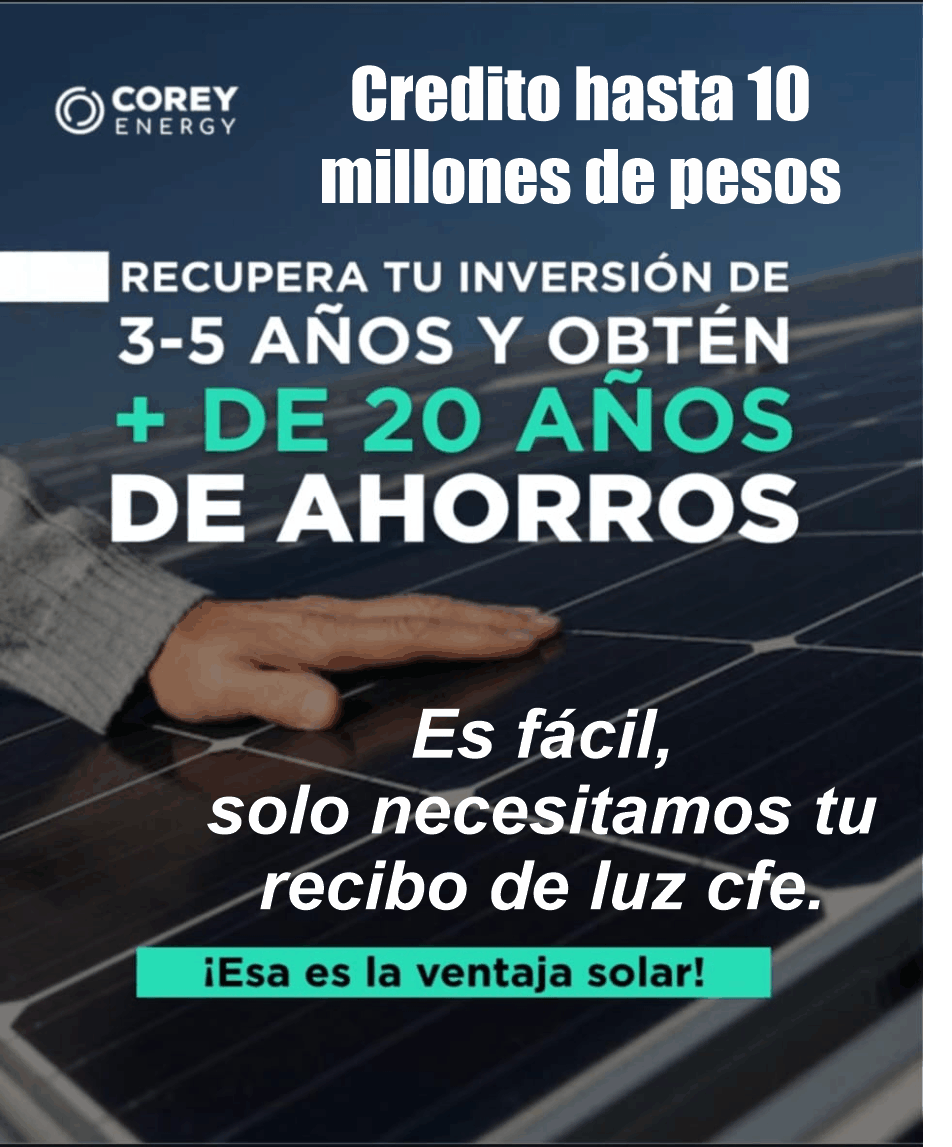 COREY
ENERGY
Credito hasta 10
millones de pesos
RECUPERA TU INVERSIÓN DE
3-5 AÑOS Y OBTÉN
+ DE 20 AÑOS
DE AHORROS
Es fácil,
solo necesitamos tu
recibo de luz cfe.
¡Esa es la ventaja solar!